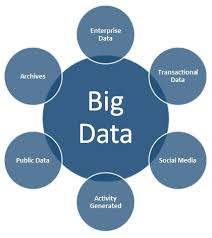 Enterprise
Data
Archives
Transactional
Data
Big
Data
Public Data
Social Media
Activity
Generated